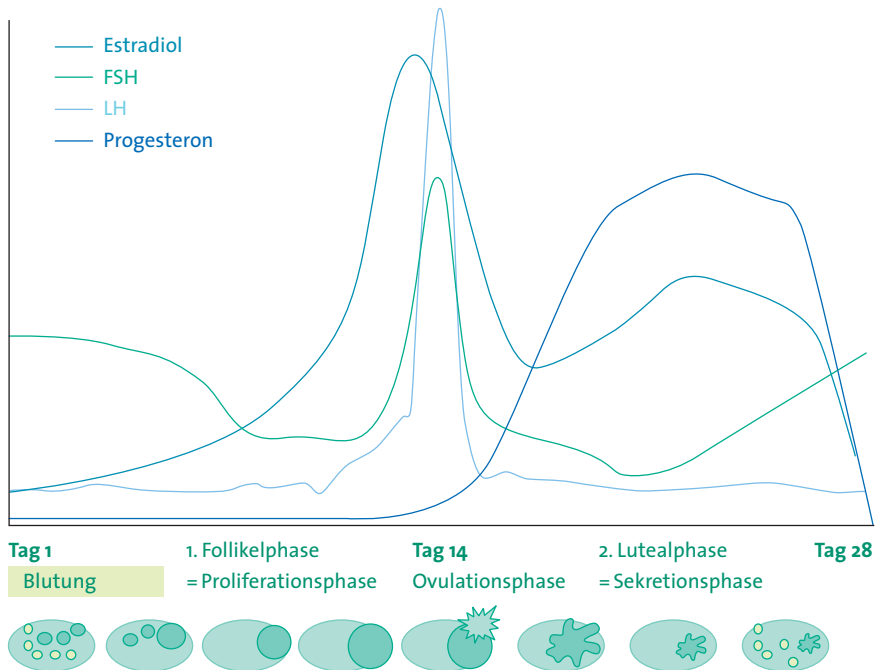 Estradiol
FSH
LH
Progesteron
Tag 1 1. Follikelphase Tag 14 2. Lutealphase Tag 28
Blutung = Proliferationsphase Ovulationsphase = Sekretionsphase